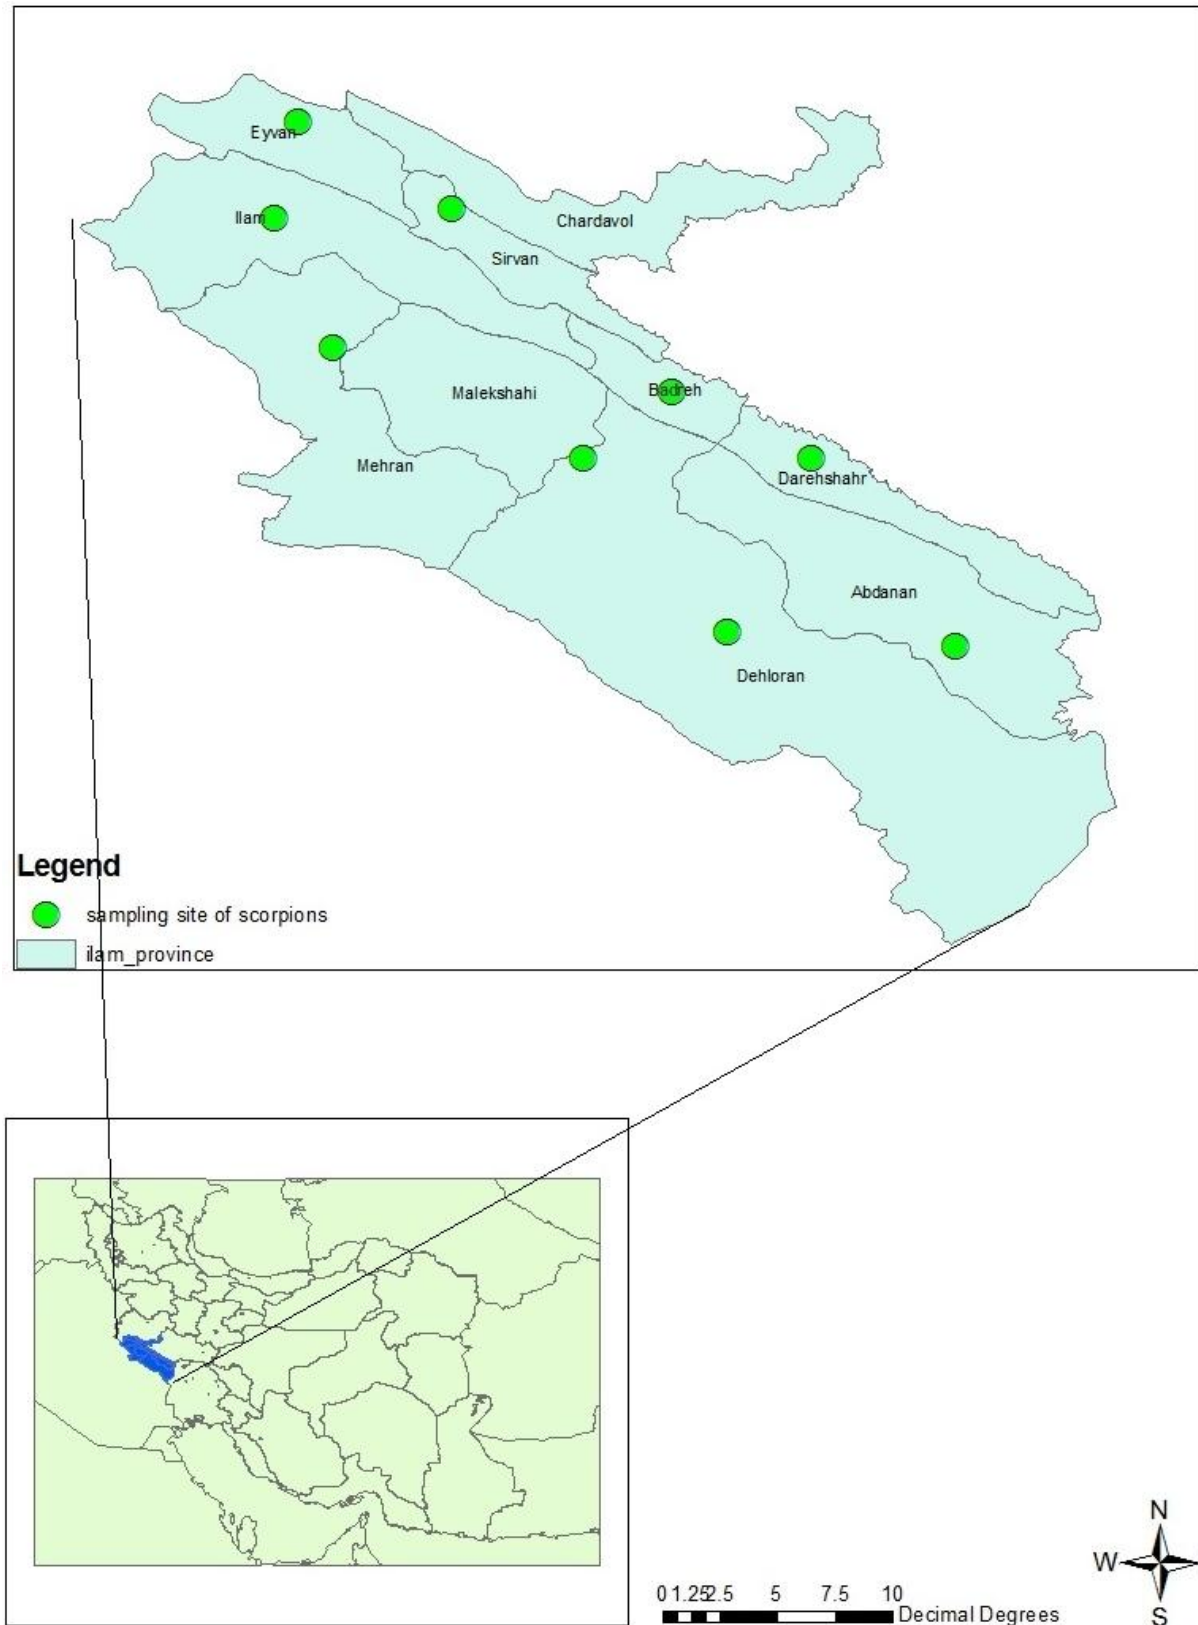 Eyvan
Ilam
Chardavol
Sirvan
Malekshahi
Badreh
Mehran
Darehshahr
Abdanan
Dehloran
Legend
sampling site of scorpions
ilam_province
N
W
S
0 1.25 2.5 5 7.5 10
Decimal Degrees